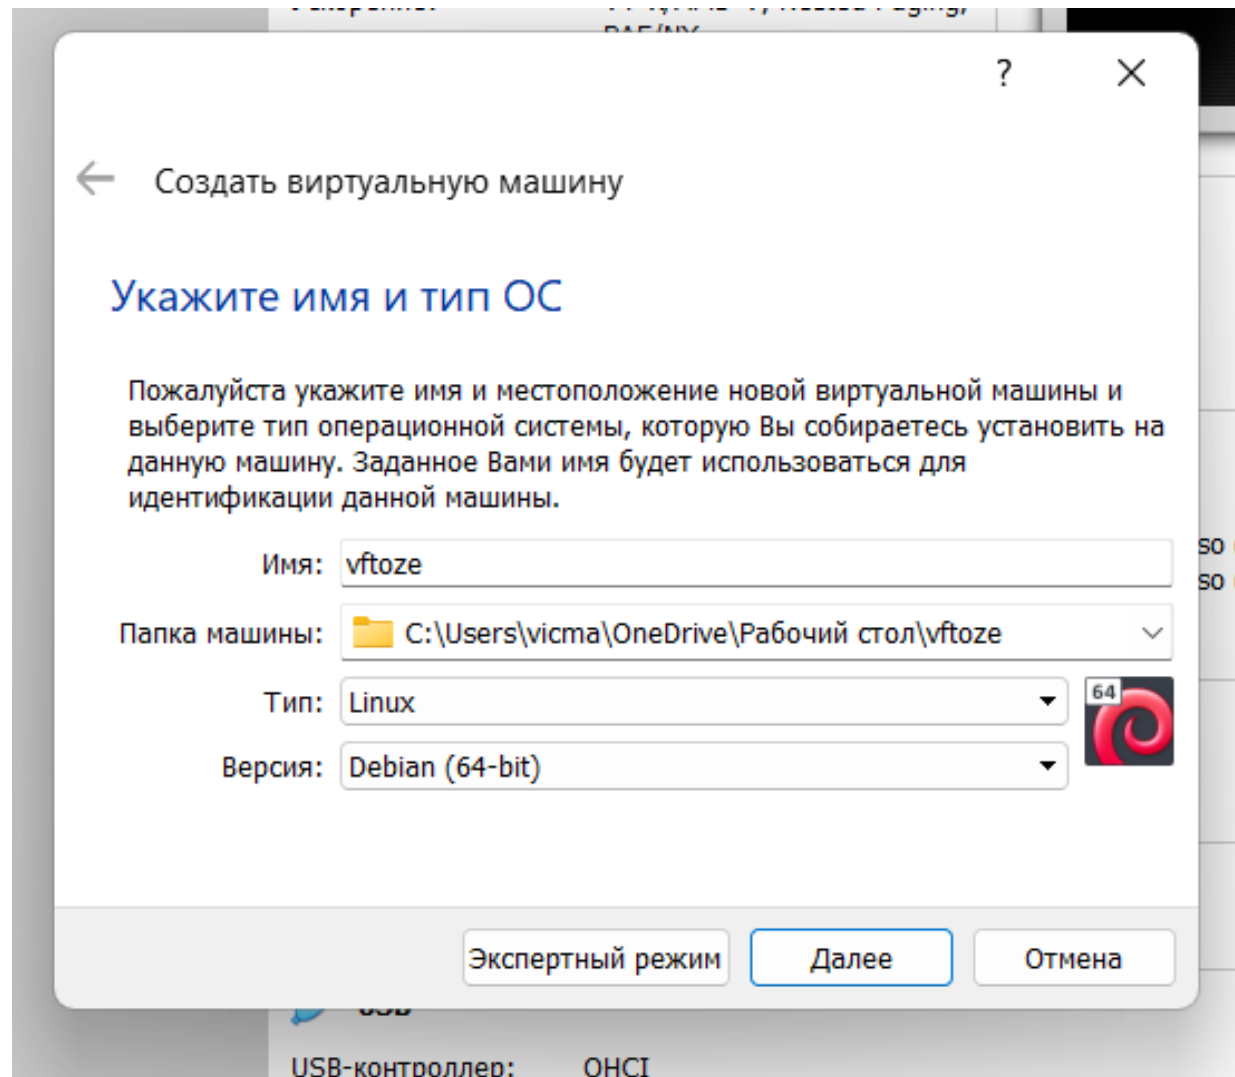 ?
Создать виртуальную машину
Укажите имя и тип ОС
Пожалуйста укажите имя и местоположение новой виртуальной машины и
выберите тип операционной системы, которую Вы собираетесь установить на
данную машину. Заданное Вами имя будет использоваться для
идентификации данной машины.
Имя: vftoze
Папка машины: C:\Users\vicma\OneDrive\Рабочий стол\vftoze
Тип: Linux
64
Версия: Debian (64-bit)
so
so
Экспертный режим Далее Отмена
USB-контроллер: OHCI